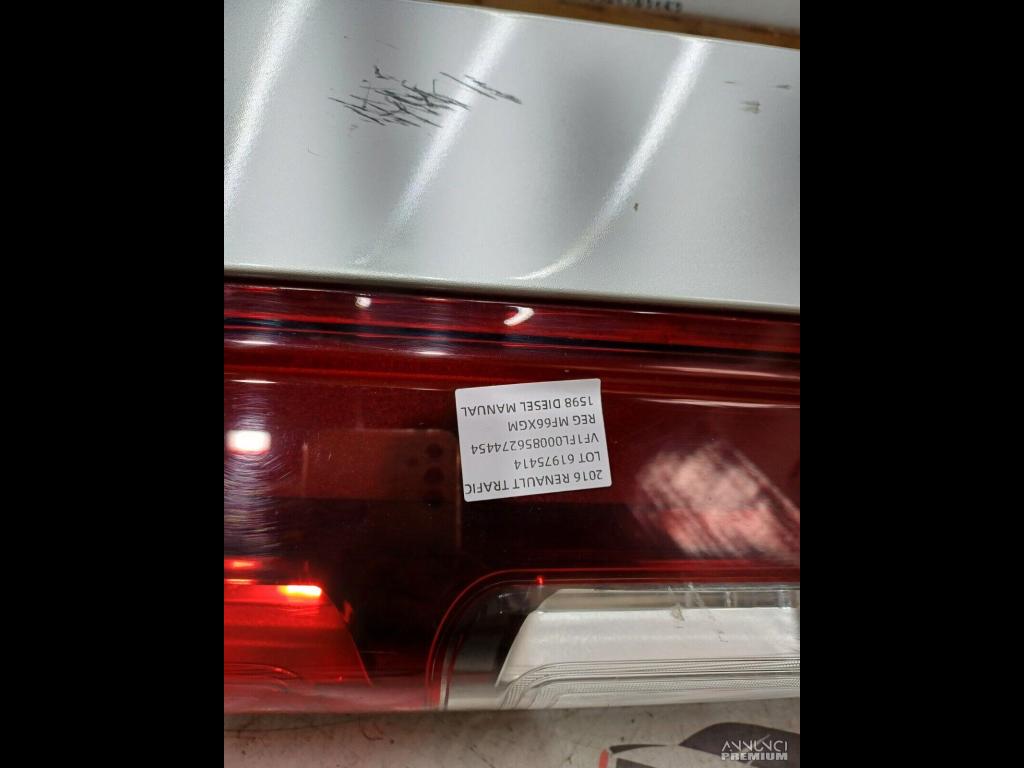 2016 RENAULT TRAFIC
LOT 61975414
VF1FL000856274454
REG MF66XGM
1598 DIESEL MANUAL
ANNUNCI
PREMIUM